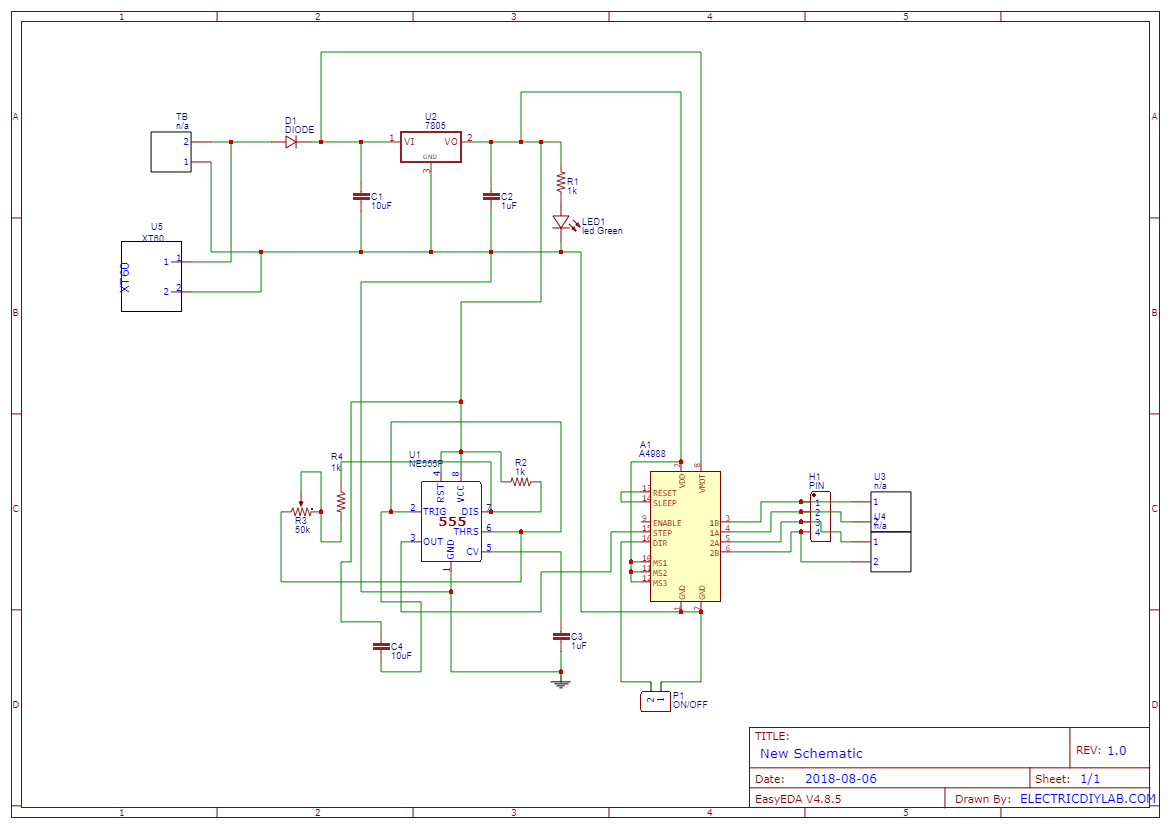 1 2 3 4 5
A
A
TB
n/a
2
1
D1
DIODE
U2
7805
1
VI
VO
2
GND
3
C1
10uF
C2
1uF
R1
1k
LED1
led Green
U5
XT60
XT60
1
1
2
2
B
B
R4
1k
U1
NE555P
R2
1k
4
8
RST
VCC
2
TRIG
DIS
7
555
THRS
6
3
OUT
CV
5
GND
1
R3
50k
C4
10uF
C3
1uF
A1
A4988
2
8
VDD
VMOT
13
RESET
14
SLEEP
9
ENABLE
15
STEP
16
DIR
10
MS1
11
MS2
12
MS3
1B
3
1A
4
2A
5
2B
6
GND
GND
1
7
H1
PIN
1
2
3
4
U3
n/a
1
2
U4
n/a
1
2
C
C
P1
ON/OFF
2
1
D
D
TITLE:
New Schematic
REV: 1.0
Date: 2018-08-06
Sheet: 1/1
EasyEDA V4.8.5
Drawn By: ELECTRICDIYLAB.COM
1 2 3 4 5